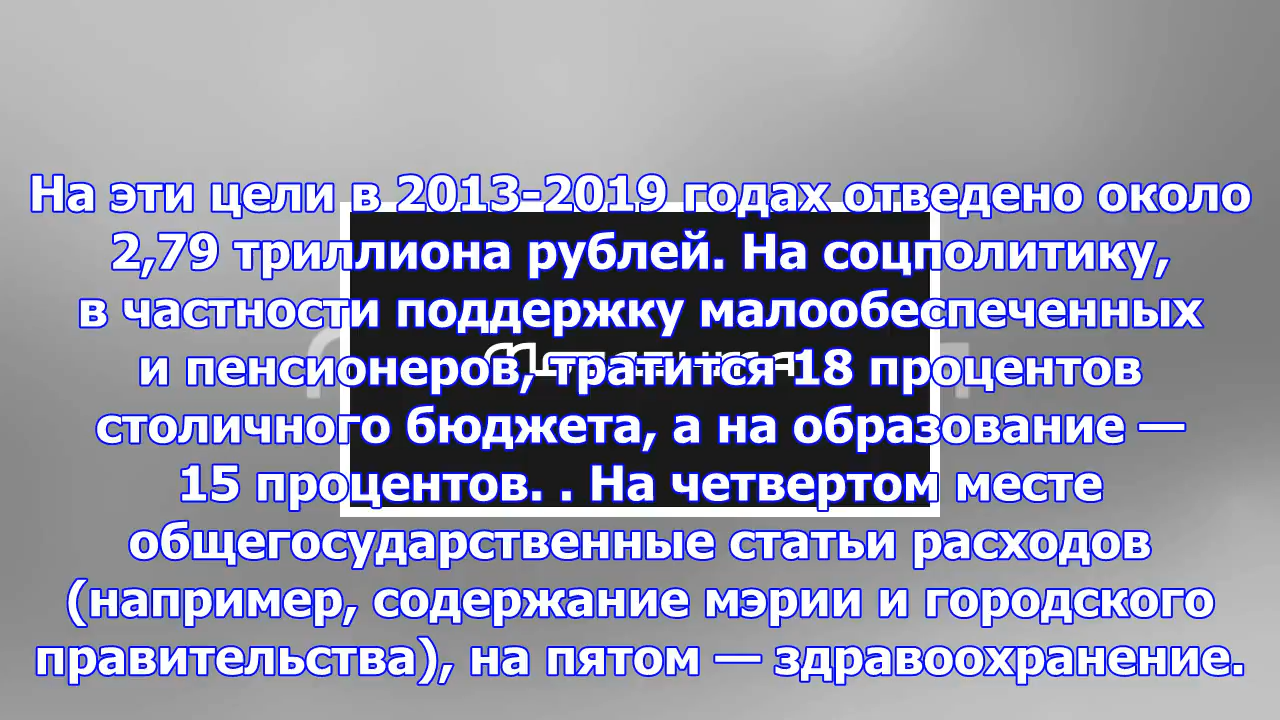 На эти цели в 2013-2019 годах отведено около
2,79 триллиона рублей. На соцполитику,
в частности поддержку малообеспеченных
и пенсионеров, тратится 18 процентов
столичного бюджета, а на образование —
15 процентов. . На четвертом месте
общегосударственные статьи расходов
(например, содержание мэрии и городского
правительства), на пятом — здравоохранение.